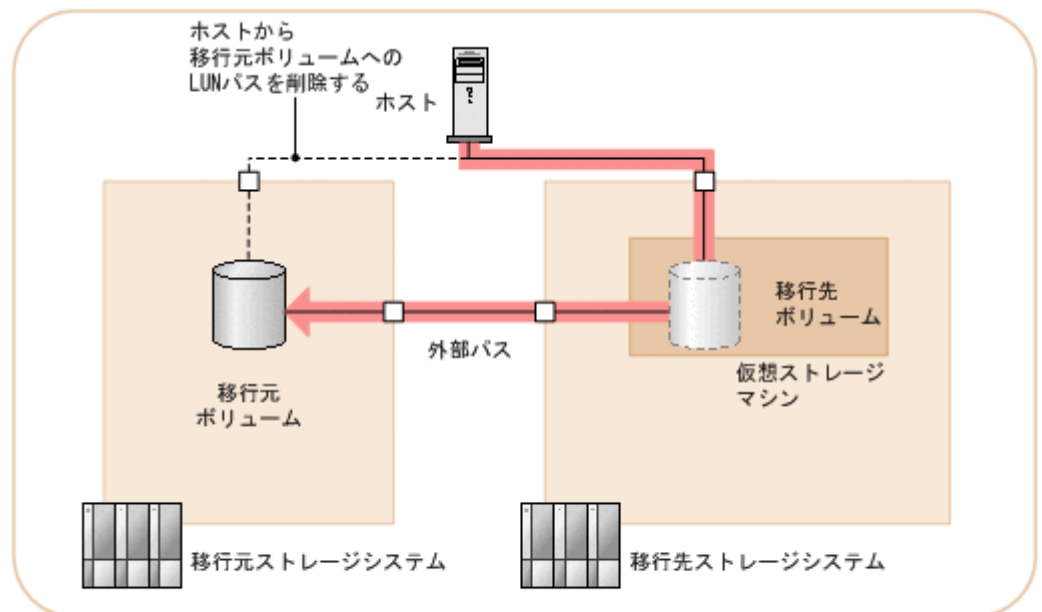 ホストから
移行元ボリュームへの
LUNパスを削除する
ホスト
移行先
ボリューム
外部パス
仮想ストレージ
マシン
移行元
ボリューム
移行元ストレージシステム
移行先ストレージシステム